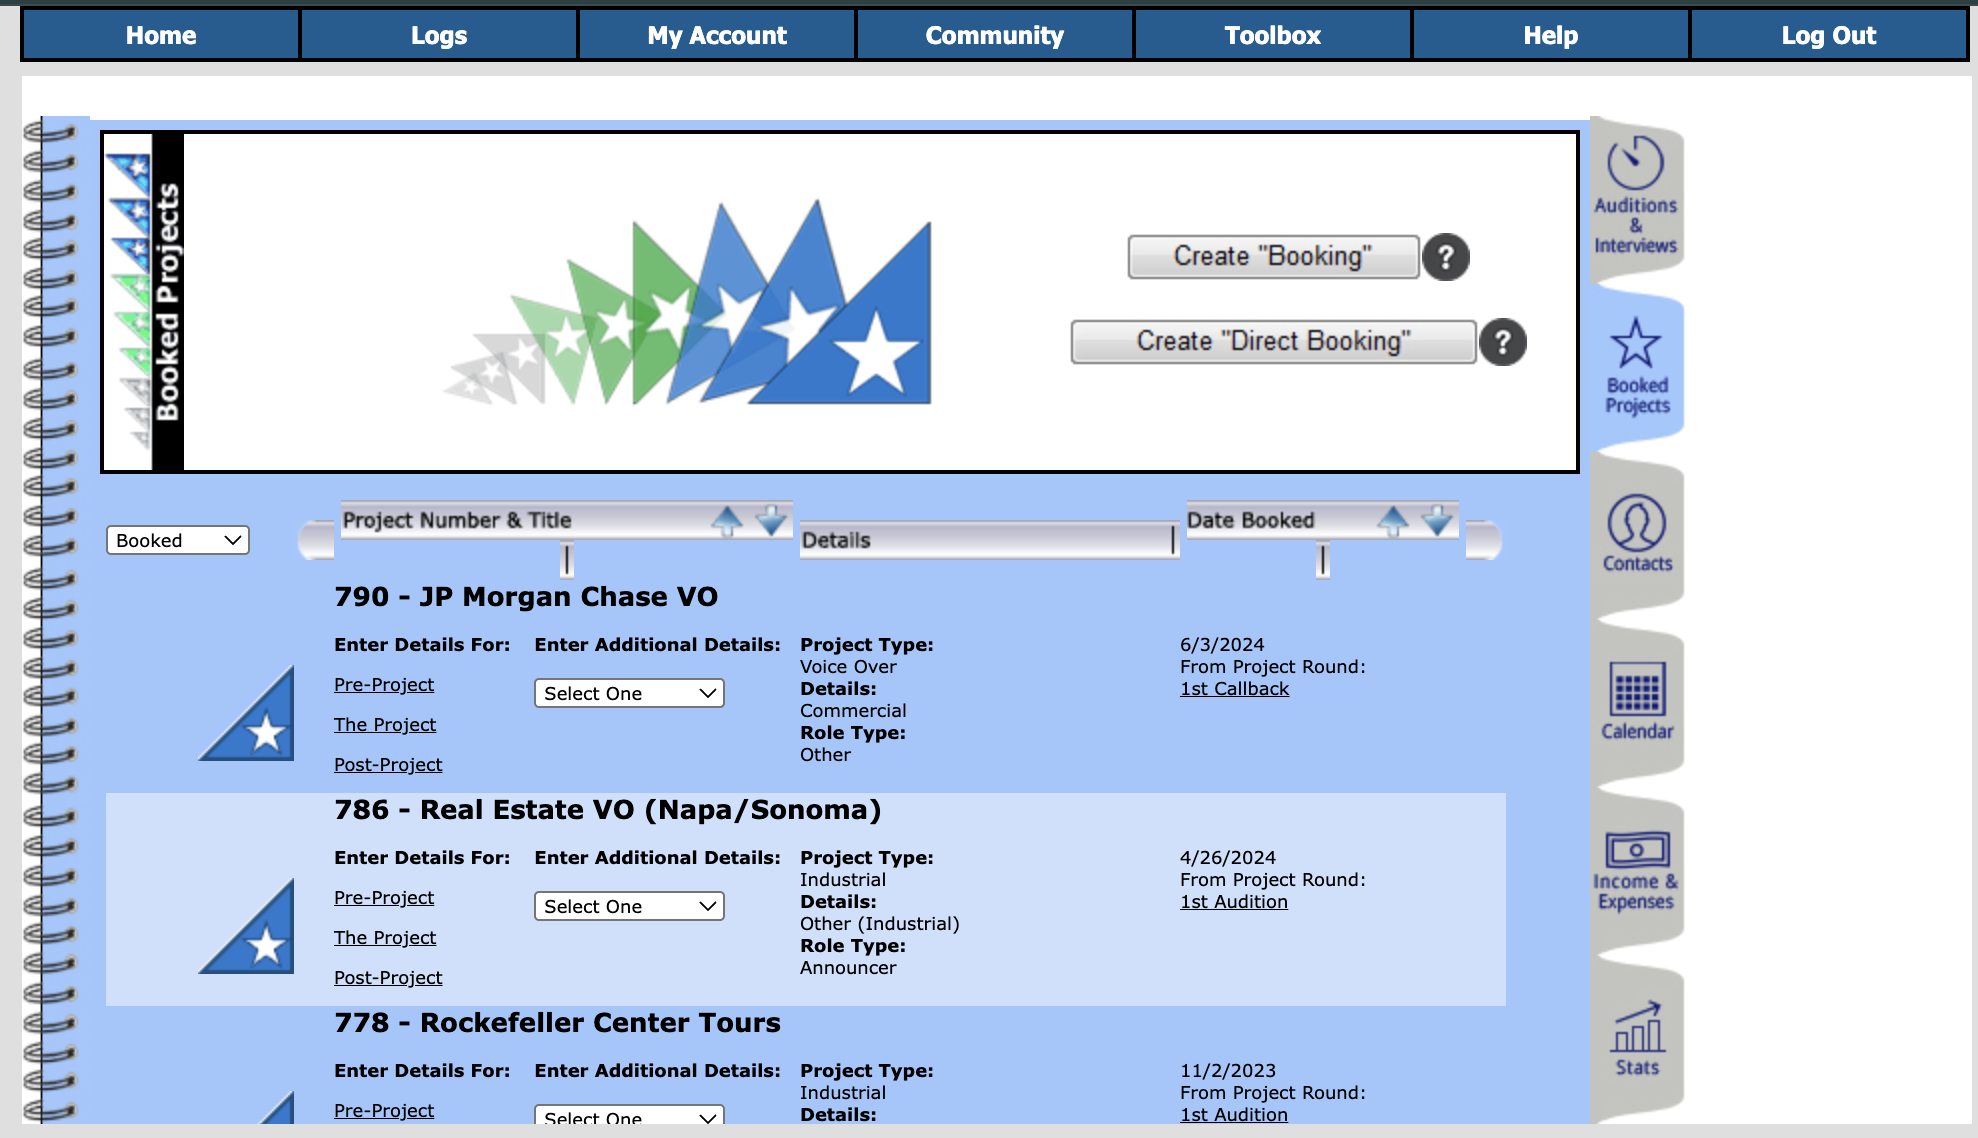 Home Logs My Account Community Toolbox Help Log Out
Booked Projects
Create "Booking" ?
Create "Direct Booking" ?
Auditions
&
Interviews
Booked
Projects
Contacts
Calendar
Income &
Expenses
Stats
Booked
Project Number & Title
Details
Date Booked
790 - JP Morgan Chase VO
Enter Details For:
Pre-Project
The Project
Post-Project
Enter Additional Details:
Select One
Project Type:
Voice Over
Details:
Commercial
Role Type:
Other
6/3/2024
From Project Round:
1st Callback
786 - Real Estate VO (Napa/Sonoma)
Enter Details For:
Pre-Project
The Project
Post-Project
Enter Additional Details:
Select One
Project Type:
Industrial
Details:
Other (Industrial)
Role Type:
Announcer
4/26/2024
From Project Round:
1st Audition
778 - Rockefeller Center Tours
Enter Details For:
Pre-Project
Enter Additional Details:
Select One
Project Type:
Industrial
Details:
11/2/2023
From Project Round:
1st Audition